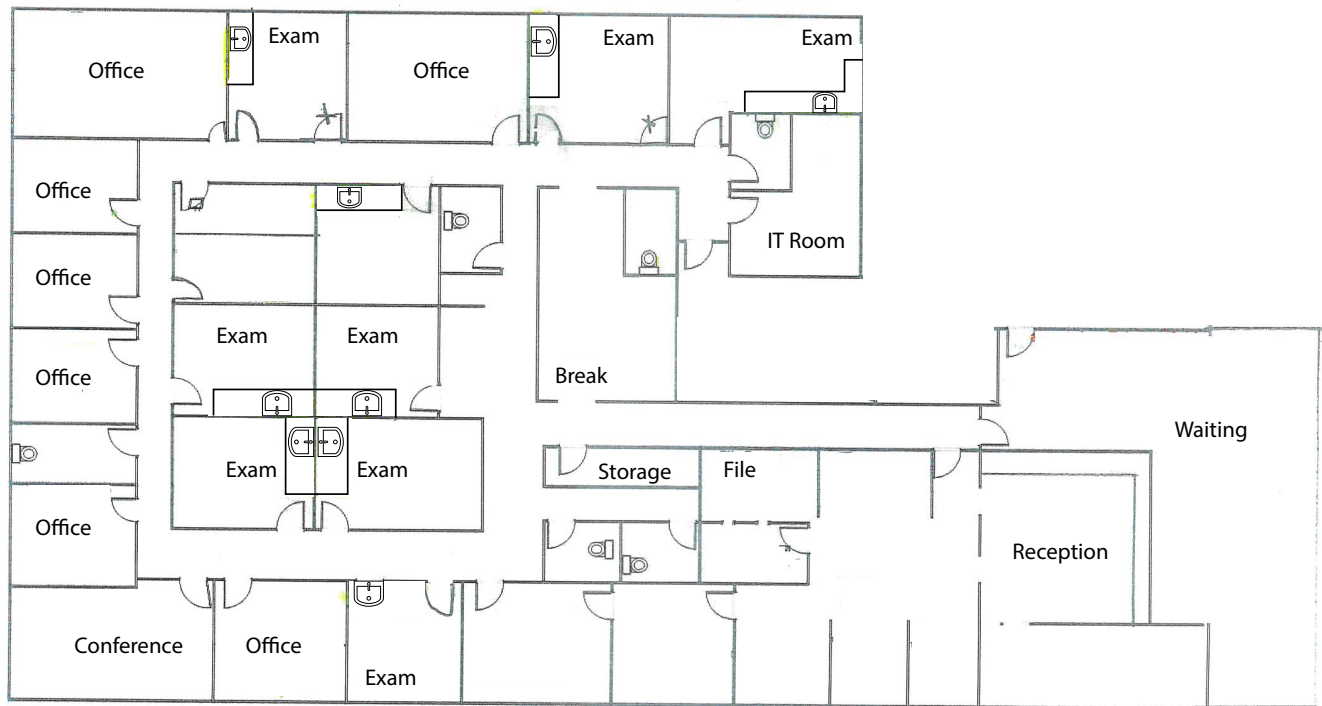 Exam
Exam
Exam
Office
Office
Office
IT Room
Office
Exam
Exam
Office
Break
Waiting
Exam
Exam
Storage
File
Office
Reception
Conference
Office
Exam